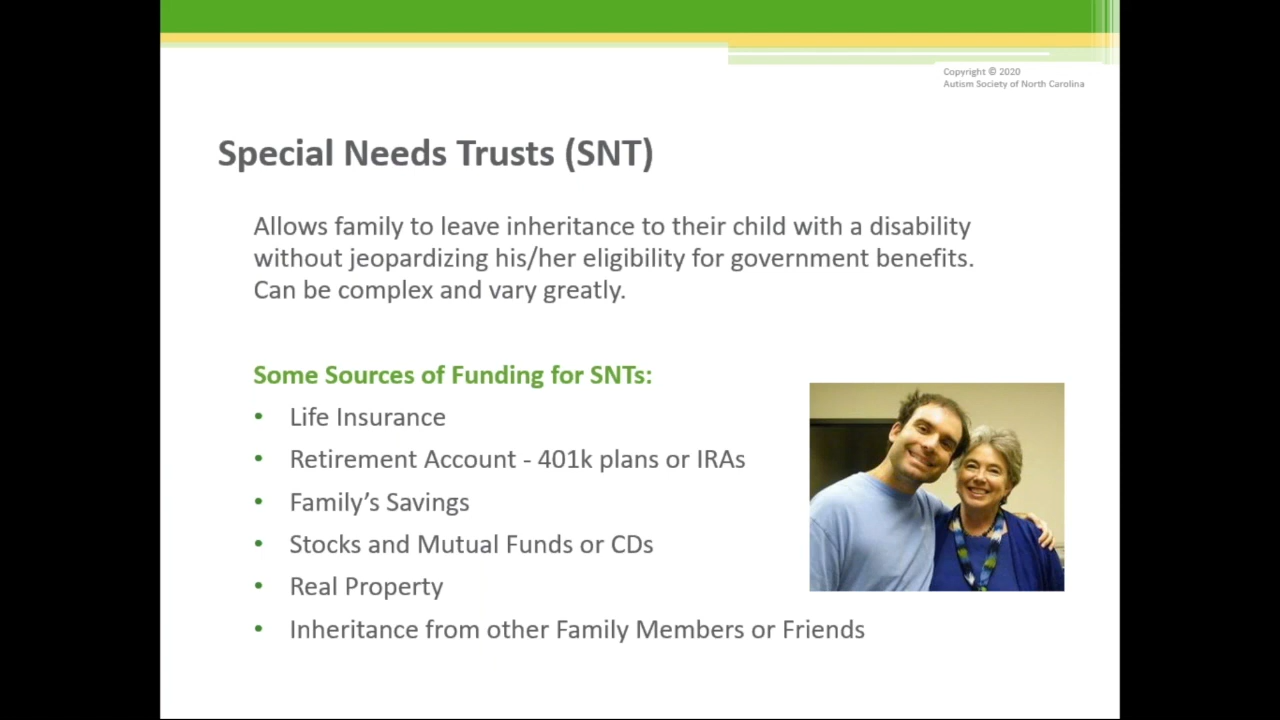 Copyright © 2020
Autism Society of North Carolina
Special Needs Trusts (SNT)
Allows family to leave inheritance to their child with a disability
without jeopardizing his/her eligibility for government benefits.
Can be complex and vary greatly.
Some Sources of Funding for SNTs:
• Life Insurance
• Retirement Account - 401k plans or IRAs
• Family’s Savings
• Stocks and Mutual Funds or CDs
• Real Property
• Inheritance from other Family Members or Friends